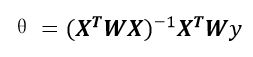 θ = (XᵀWX)⁻¹XᵀWy